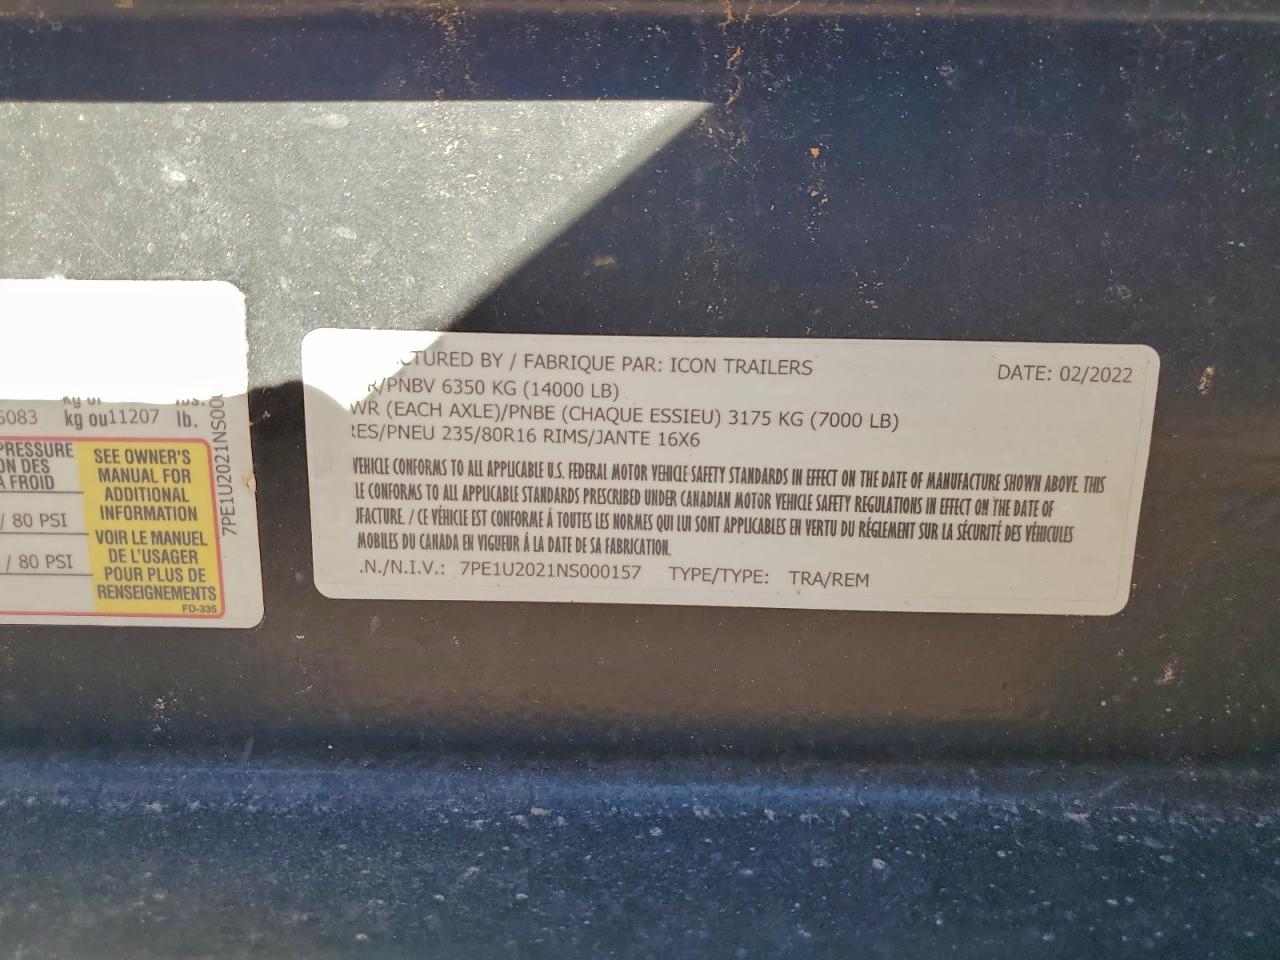 5083 kg ou 11207 lb.
PRESSURE
ON DES
A FROID
/ 80 PSI
/ 80 PSI
SEE OWNER'S
MANUAL FOR
ADDITIONAL
INFORMATION
VOIR LE MANUEL
DE L'USAGER
POUR PLUS DE
RENSEIGNEMENTS
FD-335
7PE1U2021NS00
CTURED BY / FABRIQUE PAR: ICON TRAILERS DATE: 02/2022
R/PNBV 6350 KG (14000 LB)
WR (EACH AXLE)/PNBE (CHAQUE ESSIEU) 3175 KG (7000 LB)
RES/PNEU 235/80R16 RIMS/JANTE 16X6
VEHICLE CONFORMS TO ALL APPLICABLE U.S. FEDERAL MOTOR VEHICLE SAFETY STANDARDS IN EFFECT ON THE DATE OF MANUFACTURE SHOWN ABOVE. THIS
LE CONFORMS TO ALL APPLICABLE STANDARDS PRESCRIBED UNDER CANADIAN MOTOR VEHICLE SAFETY REGULATIONS IN EFFECT ON THE DATE OF
FACTURE. / CE VÉHICLE EST CONFORME À TOUTES LES NORMES QUI LUI SONT APPLICABLES EN VERTU DU RÉGLEMENT SUR LA SÉCURITÉ DES VÉHICULES
MOBILES DU CANADA EN VIGUEUR Á LA DATE DE SA FABRICATION.
.N./N.I.V.: 7PE1U2021NS000157 TYPE/TYPE: TRA/REM